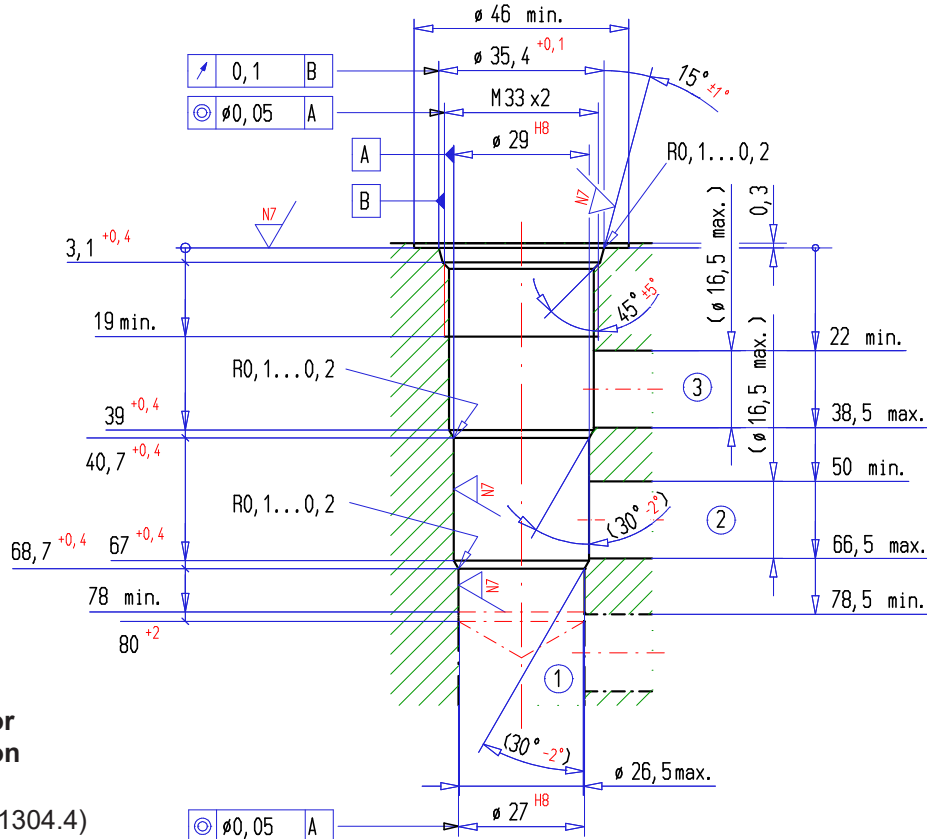 ø 46 min.
ø 35,4 +0,1
0,1 B
15° ±1°
M33 x2
ø0,05 A
ø 29 H8
A
R0,1...0,2
B
N7
N7
0,3
(ø 16,5 max.)
3,1 +0,4
45° ±5°
19 min.
22 min.
R0,1...0,2
3
(ø 16,5 max.)
39 +0,4
38,5 max.
40,7 +0,4
50 min.
R0,1...0,2
N7
(30° -2°)
2
68,7 +0,4
67 +0,4
66,5 max.
N7
78 min.
78,5 min.
80 +2
1
or
on
(30° -2°)
ø 26,5max.
1304.4)
ø 27 H8
ø0,05 A